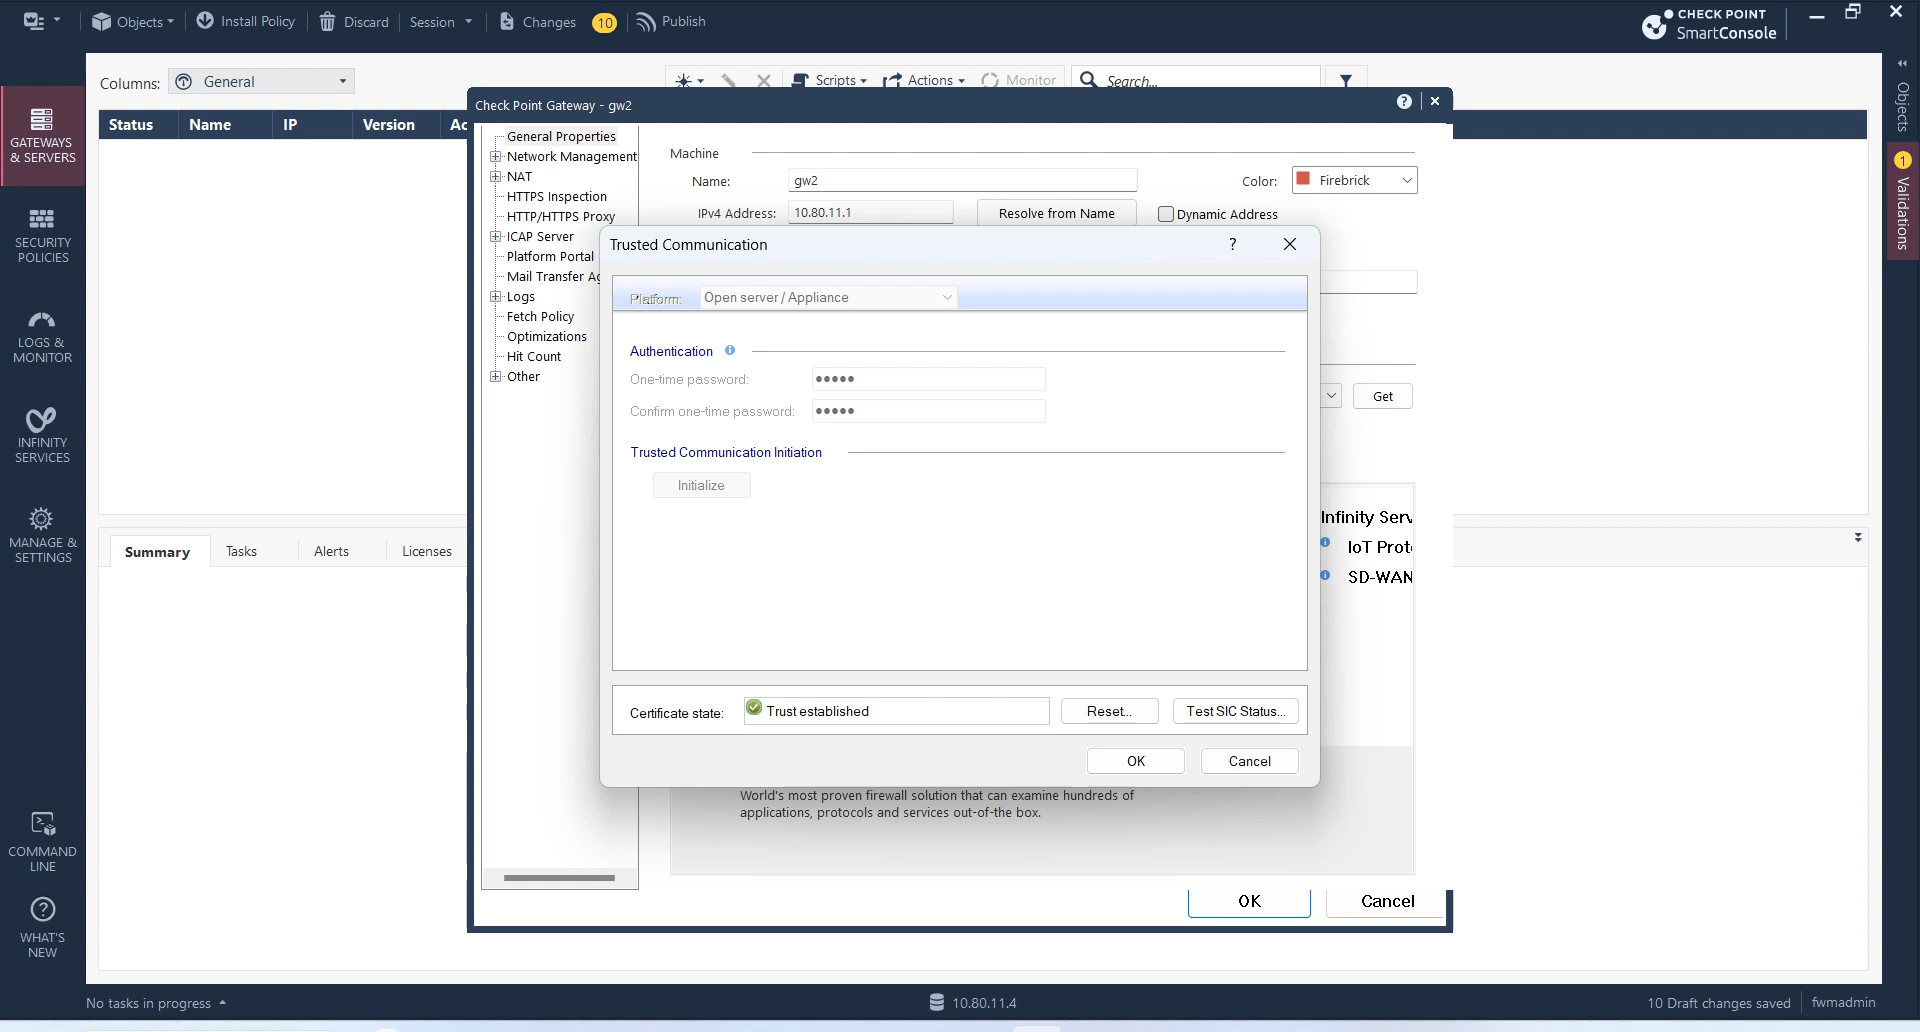 Objects
Install Policy
Discard
Session
Changes
10
Publish
CHECK POINT
SmartConsole
Columns:
General
Scripts
Actions
Monitor
Search...
Status
Name
IP
Version
Ac
Objects
1
Validations
GATEWAYS
& SERVERS
SECURITY
POLICIES
LOGS &
MONITOR
INFINITY
SERVICES
MANAGE &
SETTINGS
COMMAND
LINE
WHAT'S
NEW
Check Point Gateway - gw2
?
General Properties
Network Management
NAT
HTTPS Inspection
HTTP/HTTPS Proxy
ICAP Server
Platform Portal
Mail Transfer Ag
Logs
Fetch Policy
Optimizations
Hit Count
Other
Machine
Name:
gw2
Color:
Firebrick
IPv4 Address:
10.80.11.1
Resolve from Name
Dynamic Address
Get
Infinity Serv
IoT Prote
SD-WAN
Trusted Communication
?
Platform:
Open server / Appliance
Authentication
One-time password:
•••••
Confirm one-time password:
•••••
Trusted Communication Initiation
Initialize
Certificate state:
Trust established
Reset...
Test SIC Status...
OK
Cancel
World's most proven firewall solution that can examine hundreds of
applications, protocols and services out-of-the box.
OK
Cancel
Summary
Tasks
Alerts
Licenses
No tasks in progress
10.80.11.4
10 Draft changes saved
fwmadmin